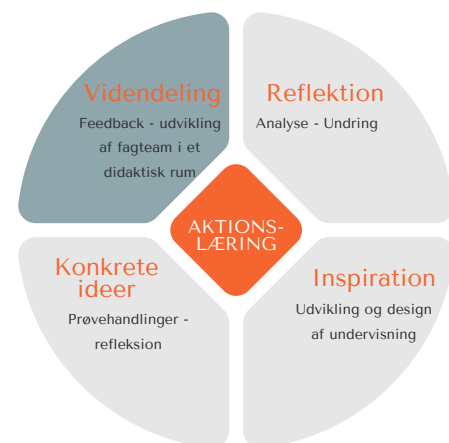 Videndeling
Feedback - udvikling
af fagteam i et
didaktisk rum
Reflektion
Analyse - Undring
AKTIONS-
LÆRING
Konkrete
ideer
Prøvehandlinger -
refleksion
Inspiration
Udvikling og design
af undervisning